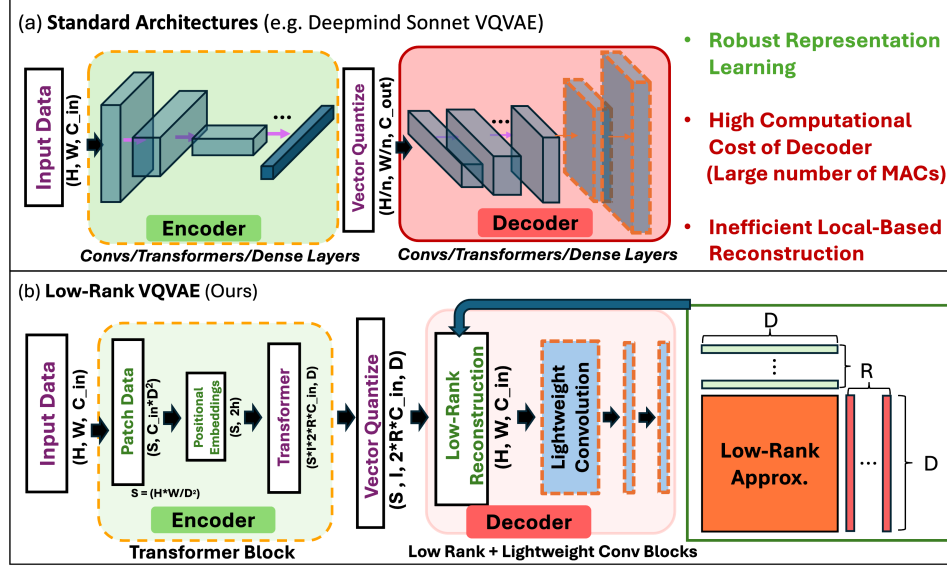 (a) Standard Architectures (e.g. Deepmind Sonnet VQVAE)
Input Data
(H, W, C_in)
...
Encoder
Convs/Transformers/Dense Layers
Vector Quantize
(H/n, W/n, C_out)
...
Decoder
Convs/Transformers/Dense Layers
• Robust Representation
Learning
• High Computational
Cost of Decoder
(Large number of MACs)
• Inefficient Local-Based
Reconstruction
(b) Low-Rank VQVAE (Ours)
Input Data
(H, W, C_in)
Patch Data
(S, C_in*D²)
S = (H*W/D²)
Positional
Embeddings
(S, 2h)
Transformer
(S*I*2*R*C_in, D)
Encoder
Transformer Block
Vector Quantize
(S , I, 2*R*C_in, D)
Low-Rank
Reconstruction
(H, W, C_in)
Lightweight
Convolution
Decoder
Low Rank + Lightweight Conv Blocks
D
...
R
Low-Rank
Approx.
...
D